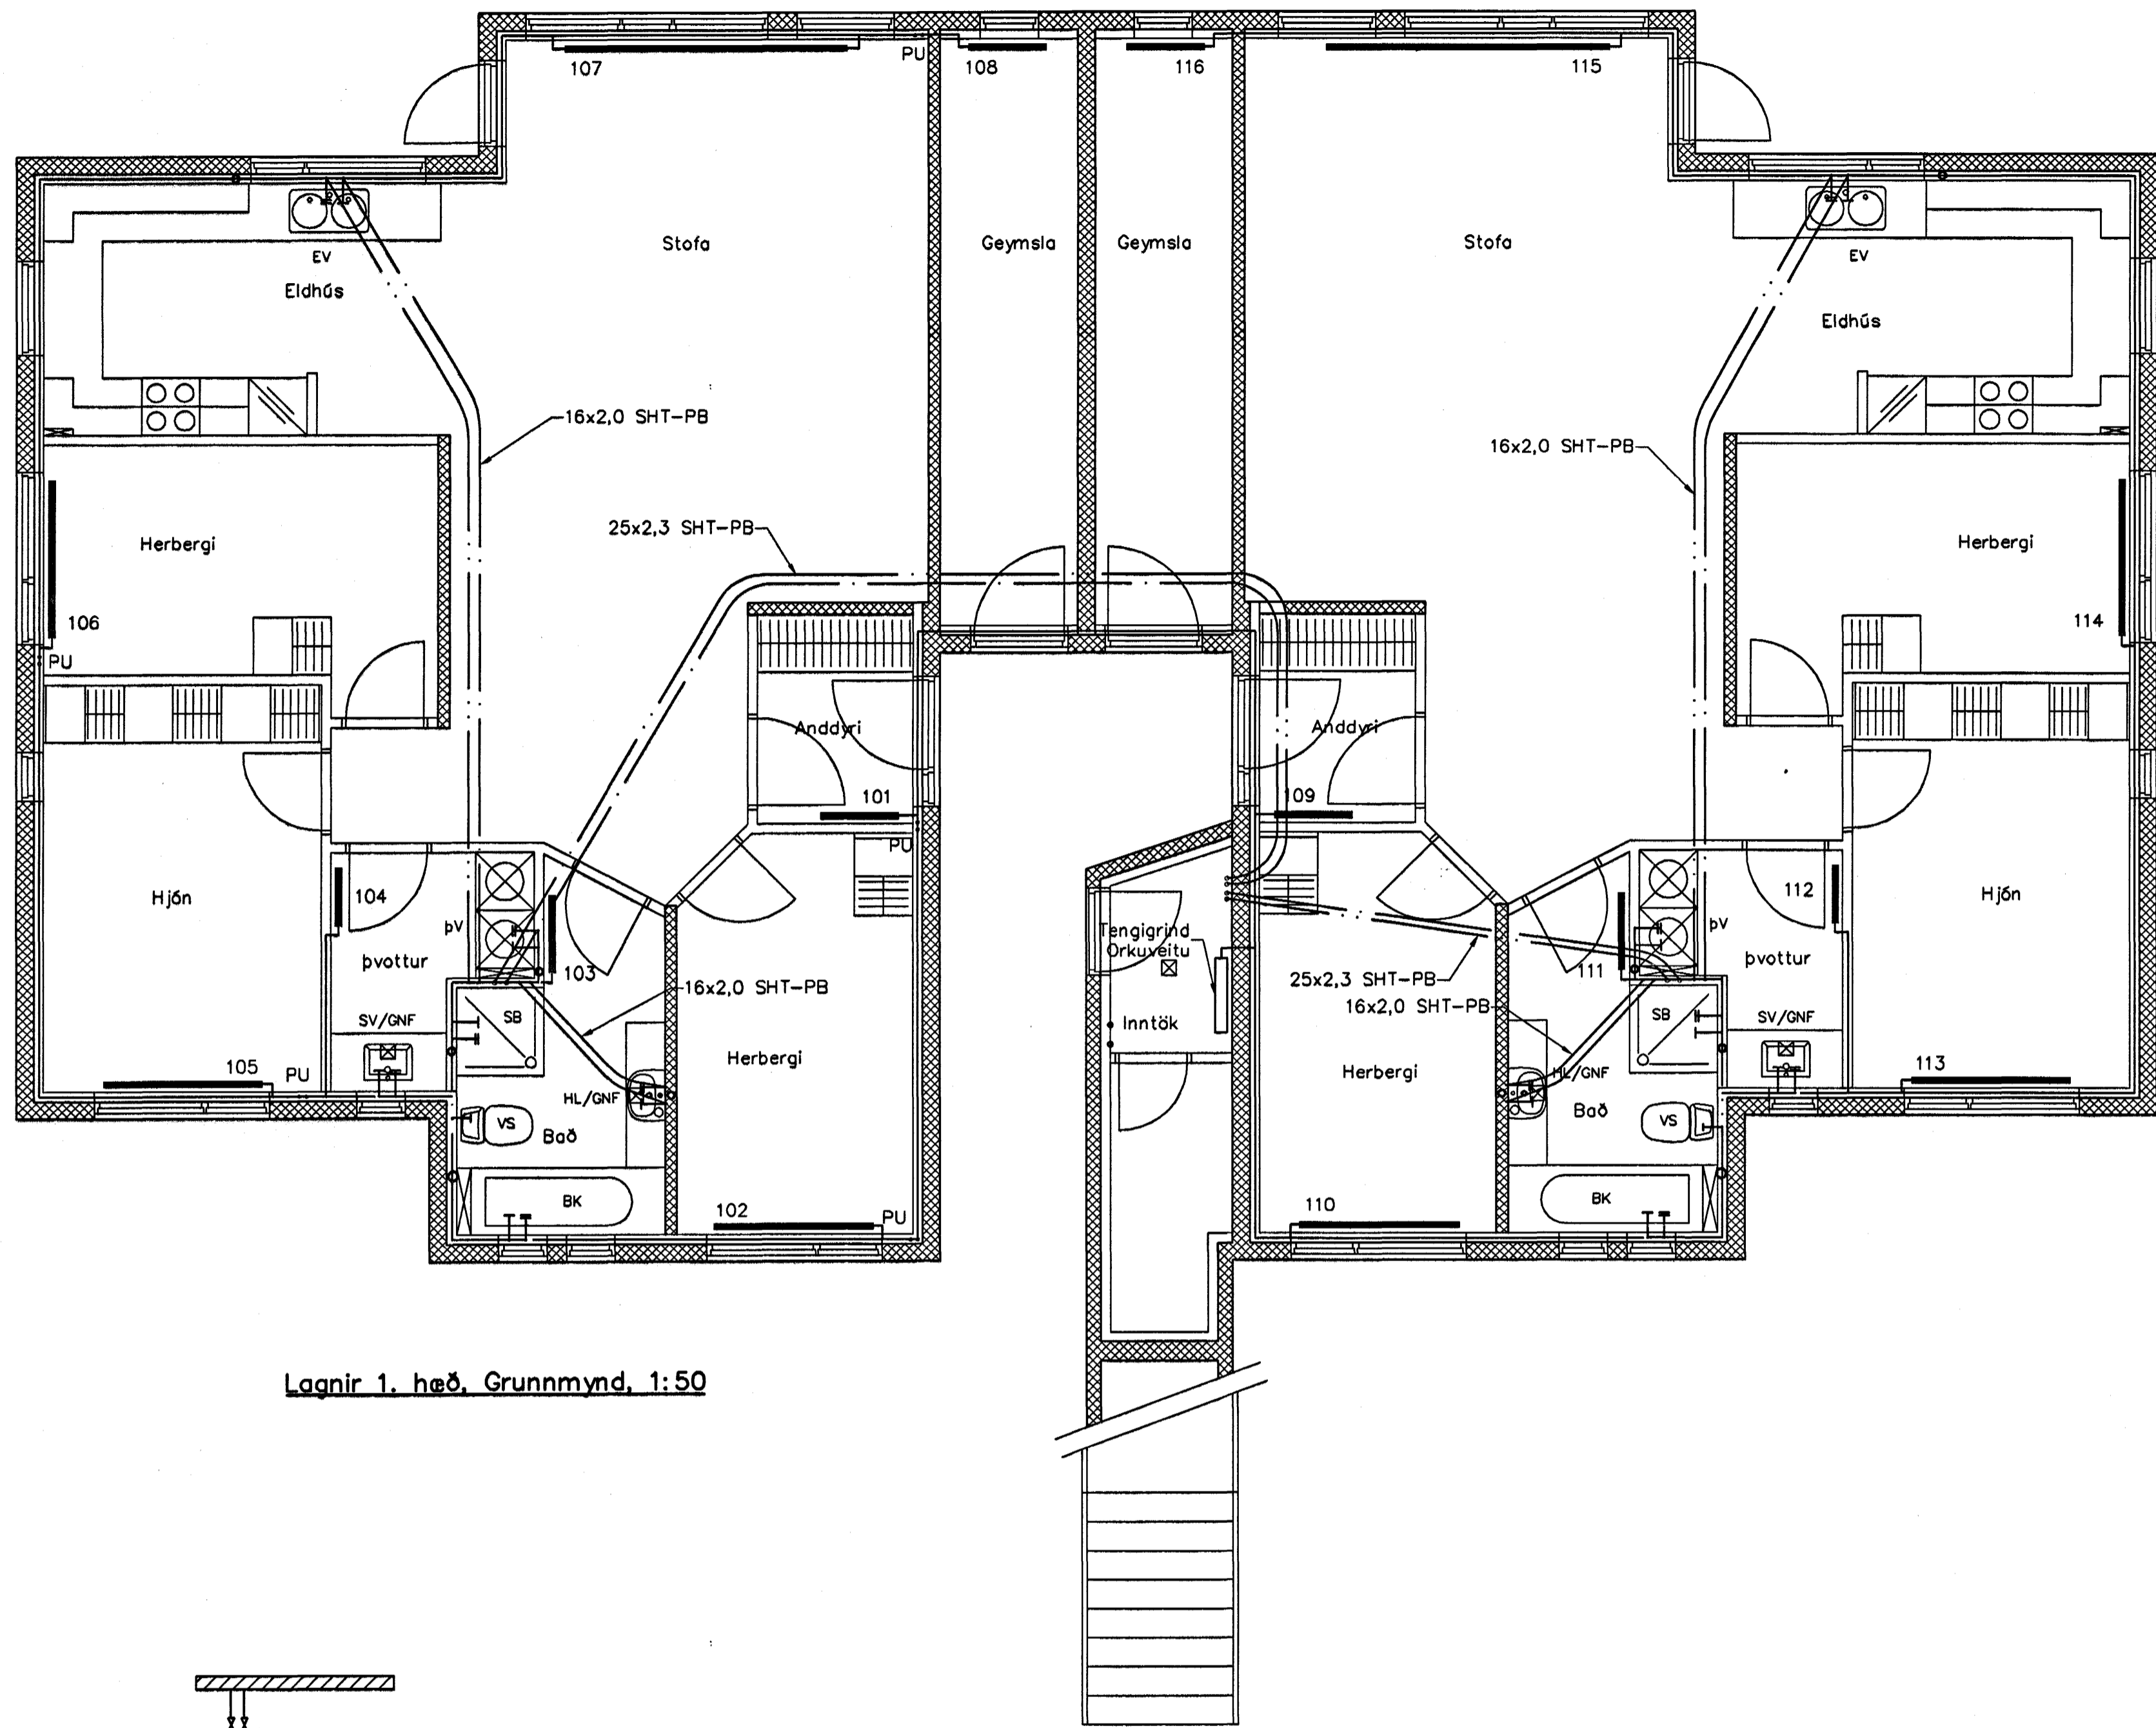 107
PU
108
116
115
Stofa
Geymsla
Geymsla
Stofa
EV
Eldhús
EV
Eldhús
16x2,0 SHT-PB
16x2,0 SHT-PB
25x2,3 SHT-PB
Herbergi
Herbergi
106
PU
114
Anddyri
Anddyri
101
109
PU
104
Hjón
þV
þvottur
103
112
Hjón
þV
þvottur
111
Tengigrind
Orkuveitu
25x2,3 SHT-PB
16x2,0 SHT-PB
16x2,0 SHT-PB
SV/GNF
SB
Inntök
SB
SV/GNF
105
PU
Herbergi
Herbergi
113
HL/GNF
HL/GNF
VS
Bað
Bað
VS
BK
BK
102
PU
110
Lagnir 1. hæð, Grunnmynd, 1:50